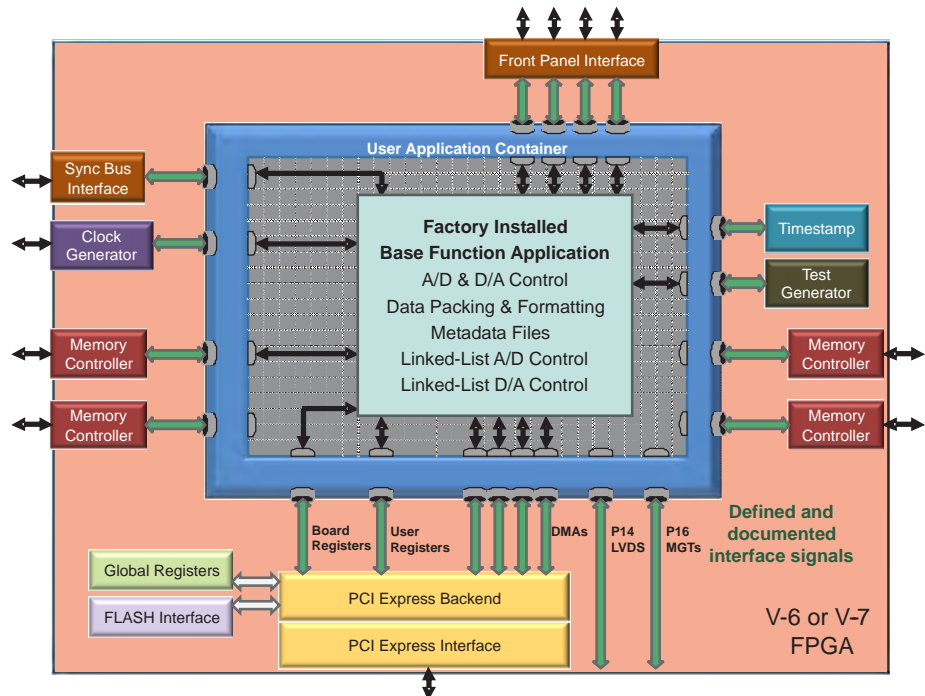 Front Panel Interface
User Application Container
Sync Bus
Interface
Clock
Generator
Memory
Controller
Memory
Controller
Factory Installed
Base Function Application
A/D & D/A Control
Data Packing & Formatting
Metadata Files
Linked-List A/D Control
Linked-List D/A Control
Timestamp
Test
Generator
Memory
Controller
Memory
Controller
Board
Registers
User
Registers
DMAs
P14
LVDS
P16
MGTs
Defined and
documented
interface signals
Global Registers
FLASH Interface
PCI Express Backend
PCI Express Interface
V-6 or V-7
FPGA